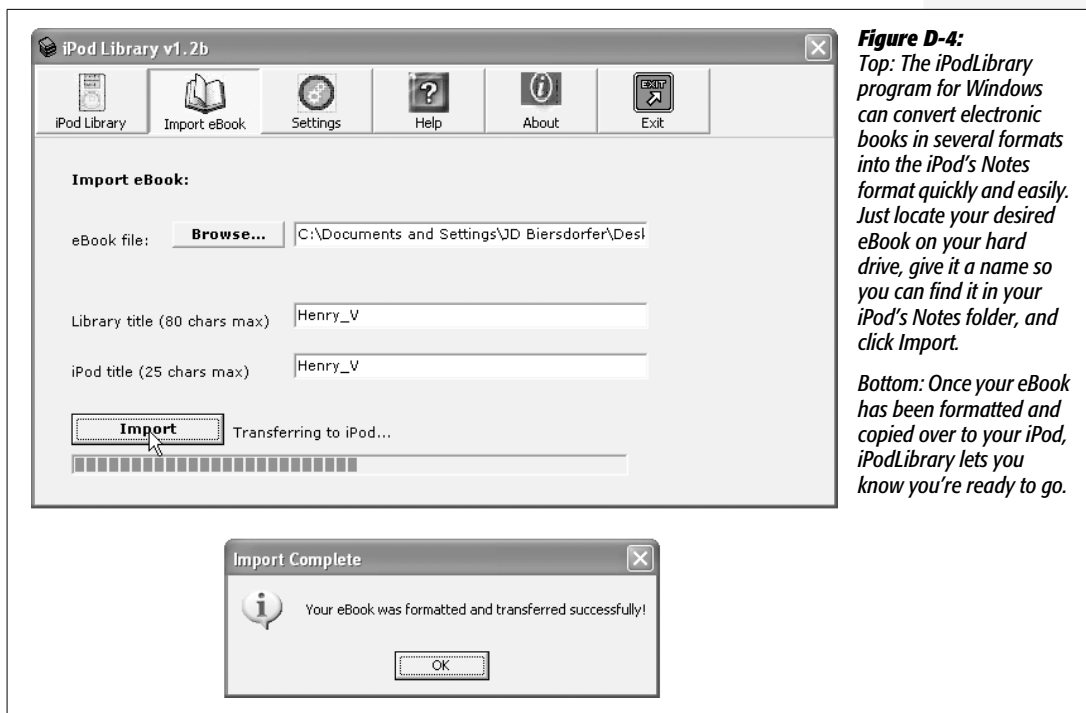 iPod Library v1.2b
iPod Library
Import eBook
Settings
Help
About
EXIT
Exit
Import eBook:
eBook file:
Browse...
C:\Documents and Settings\JD Biersdorfer\Desl
Library title (80 chars max)
Henry_V
iPod title (25 chars max)
Henry_V
Import
Transferring to iPod...
Import Complete
Your eBook was formatted and transferred successfully!
OK
Figure D-4:
Top: The iPodLibrary
program for Windows
can convert electronic
books in several formats
into the iPod's Notes
format quickly and easily.
Just locate your desired
eBook on your hard
drive, give it a name so
you can find it in your
iPod's Notes folder, and
click Import.
Bottom: Once your eBook
has been formatted and
copied over to your iPod,
iPodLibrary lets you
know you're ready to go.